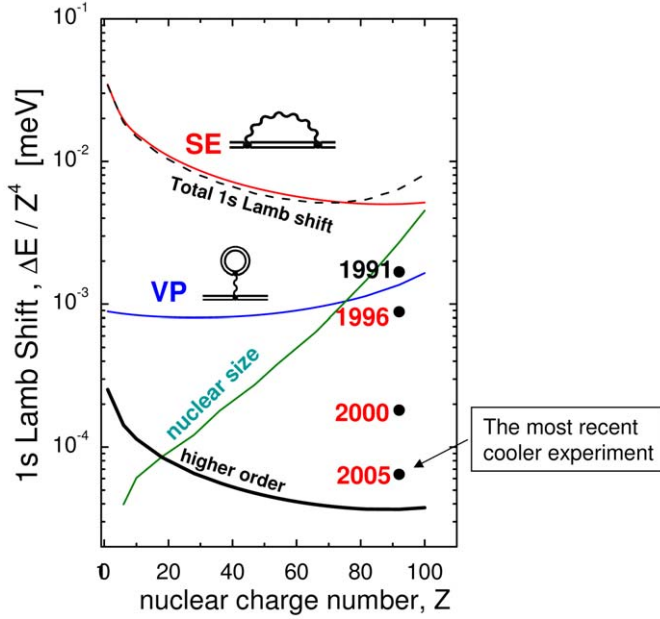 10⁻¹
10⁻²
10⁻³
10⁻⁴
1s Lamb Shift , ΔE / Z⁴ [meV]
SE
Total 1s Lamb shift
VP
nuclear size
higher order
1991
1996
2000
2005
The most recent
cooler experiment
0 20 40 60 80 100
nuclear charge number, Z